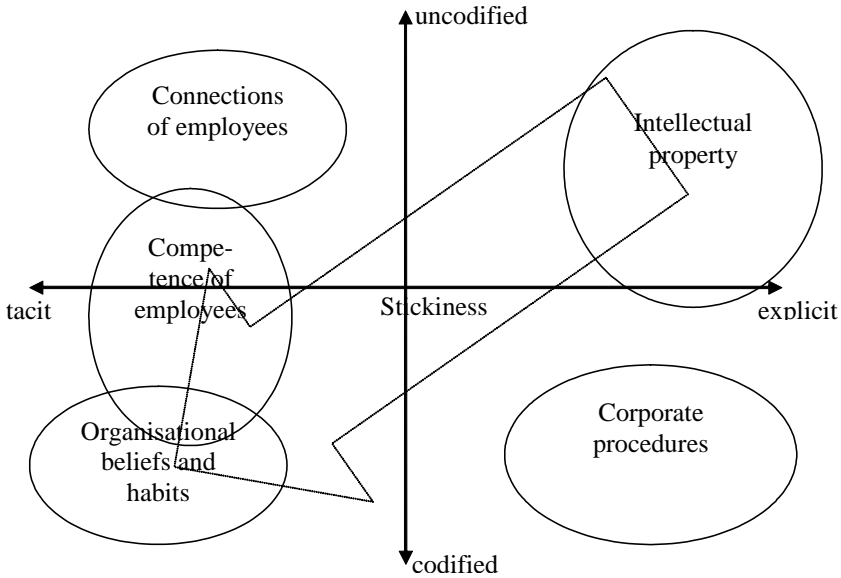 uncodified
Connections
of employees
Intellectual
property
Compe-
tence of
employees
tacit
Stickiness
explicit
Organisational
beliefs and
habits
Corporate
procedures
codified